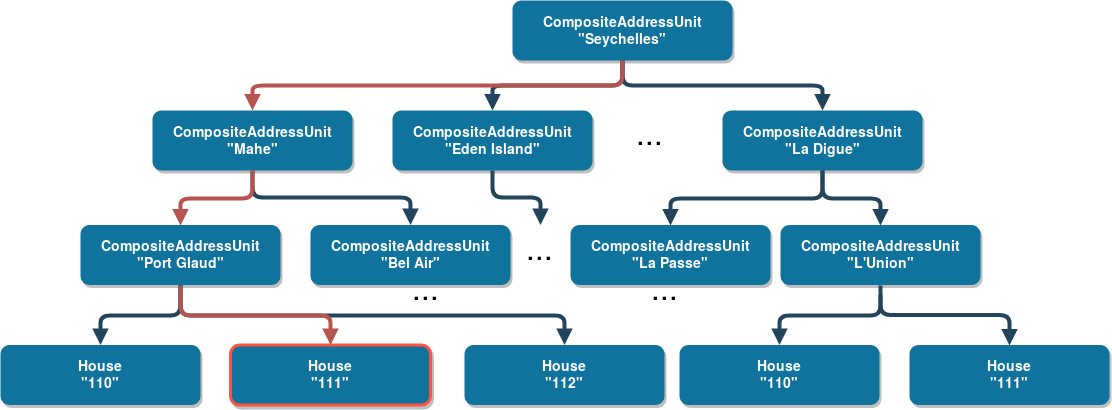 CompositeAddressUnit
"Seychelles"
CompositeAddressUnit
"Mahe"
CompositeAddressUnit
"Eden Island"
...
CompositeAddressUnit
"La Digue"
CompositeAddressUnit
"Port Glaud"
CompositeAddressUnit
"Bel Air"
...
CompositeAddressUnit
"La Passe"
CompositeAddressUnit
"L'Union"
...
...
House
"110"
House
"111"
House
"112"
House
"110"
House
"111"